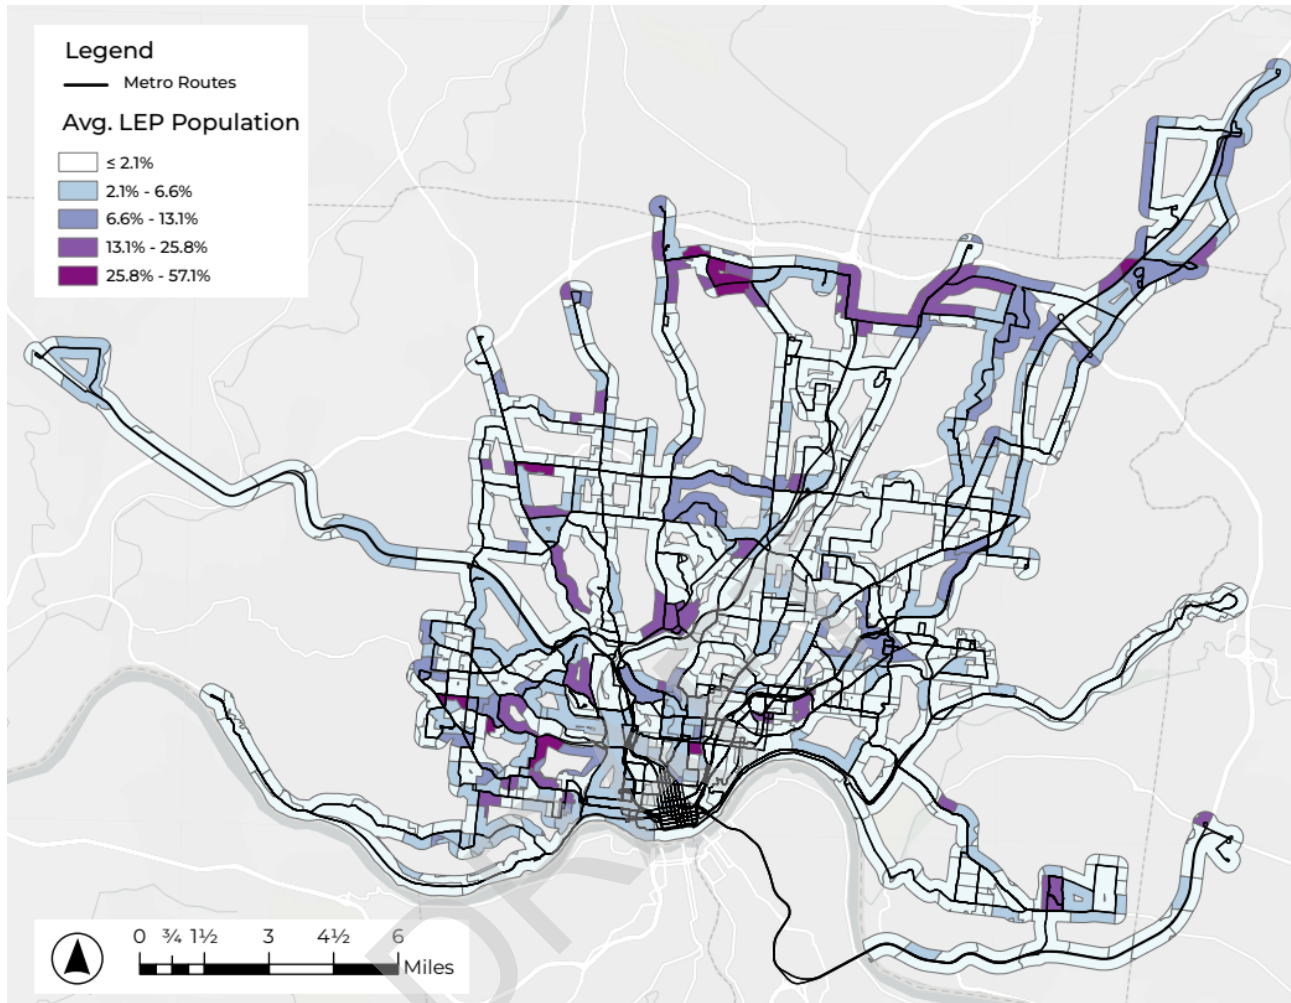 Legend
Metro Routes
Avg. LEP Population
≤ 2.1%
2.1% - 6.6%
6.6% - 13.1%
13.1% - 25.8%
25.8% - 57.1%
0 ¾ 1½ 3 4½ 6
Miles